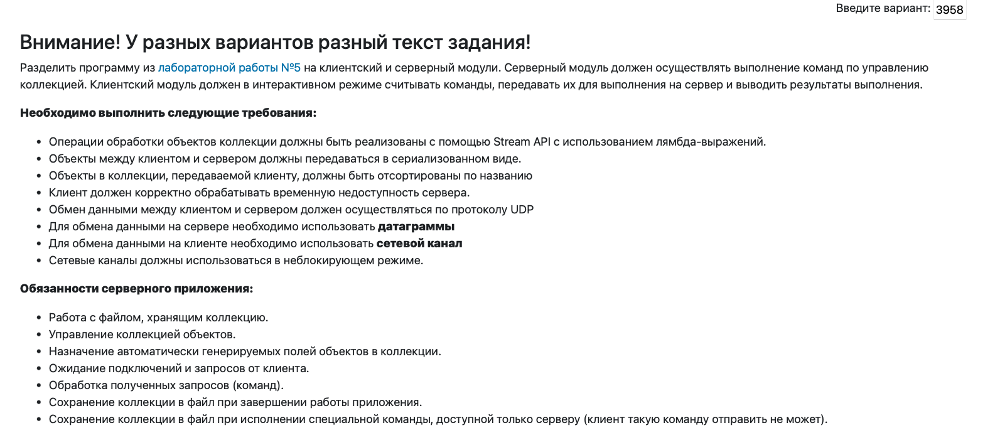 Введите вариант: 3958
Внимание! У разных вариантов разный текст задания!
Разделить программу из лабораторной работы №5 на клиентский и серверный модули. Серверный модуль должен осуществлять выполнение команд по управлению
коллекцией. Клиентский модуль должен в интерактивном режиме считывать команды, передавать их для выполнения на сервер и выводить результаты выполнения.
Необходимо выполнить следующие требования:
• Операции обработки объектов коллекции должны быть реализованы с помощью Stream API с использованием лямбда-выражений.
• Объекты между клиентом и сервером должны передаваться в сериализованном виде.
• Объекты в коллекции, передаваемой клиенту, должны быть отсортированы по названию
• Клиент должен корректно обрабатывать временную недоступность сервера.
• Обмен данными между клиентом и сервером должен осуществляться по протоколу UDP
• Для обмена данными на сервере необходимо использовать датаграммы
• Для обмена данными на клиенте необходимо использовать сетевой канал
• Сетевые каналы должны использоваться в неблокирующем режиме.
Обязанности серверного приложения:
• Работа с файлом, хранящим коллекцию.
• Управление коллекцией объектов.
• Назначение автоматически генерируемых полей объектов в коллекции.
• Ожидание подключений и запросов от клиента.
• Обработка полученных запросов (команд).
• Сохранение коллекции в файл при завершении работы приложения.
• Сохранение коллекции в файл при исполнении специальной команды, доступной только серверу (клиент такую команду отправить не может).